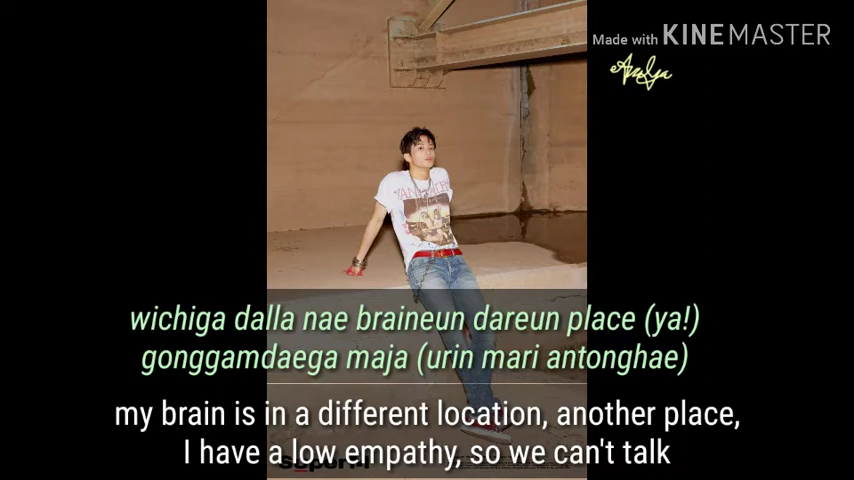 Made with KINEMASTER
wichiga dalla nae braineun dareun place (ya!)
gonggamdaega maja (urin mari antonghae)
my brain is in a different location, another place,
I have a low empathy, so we can't talk